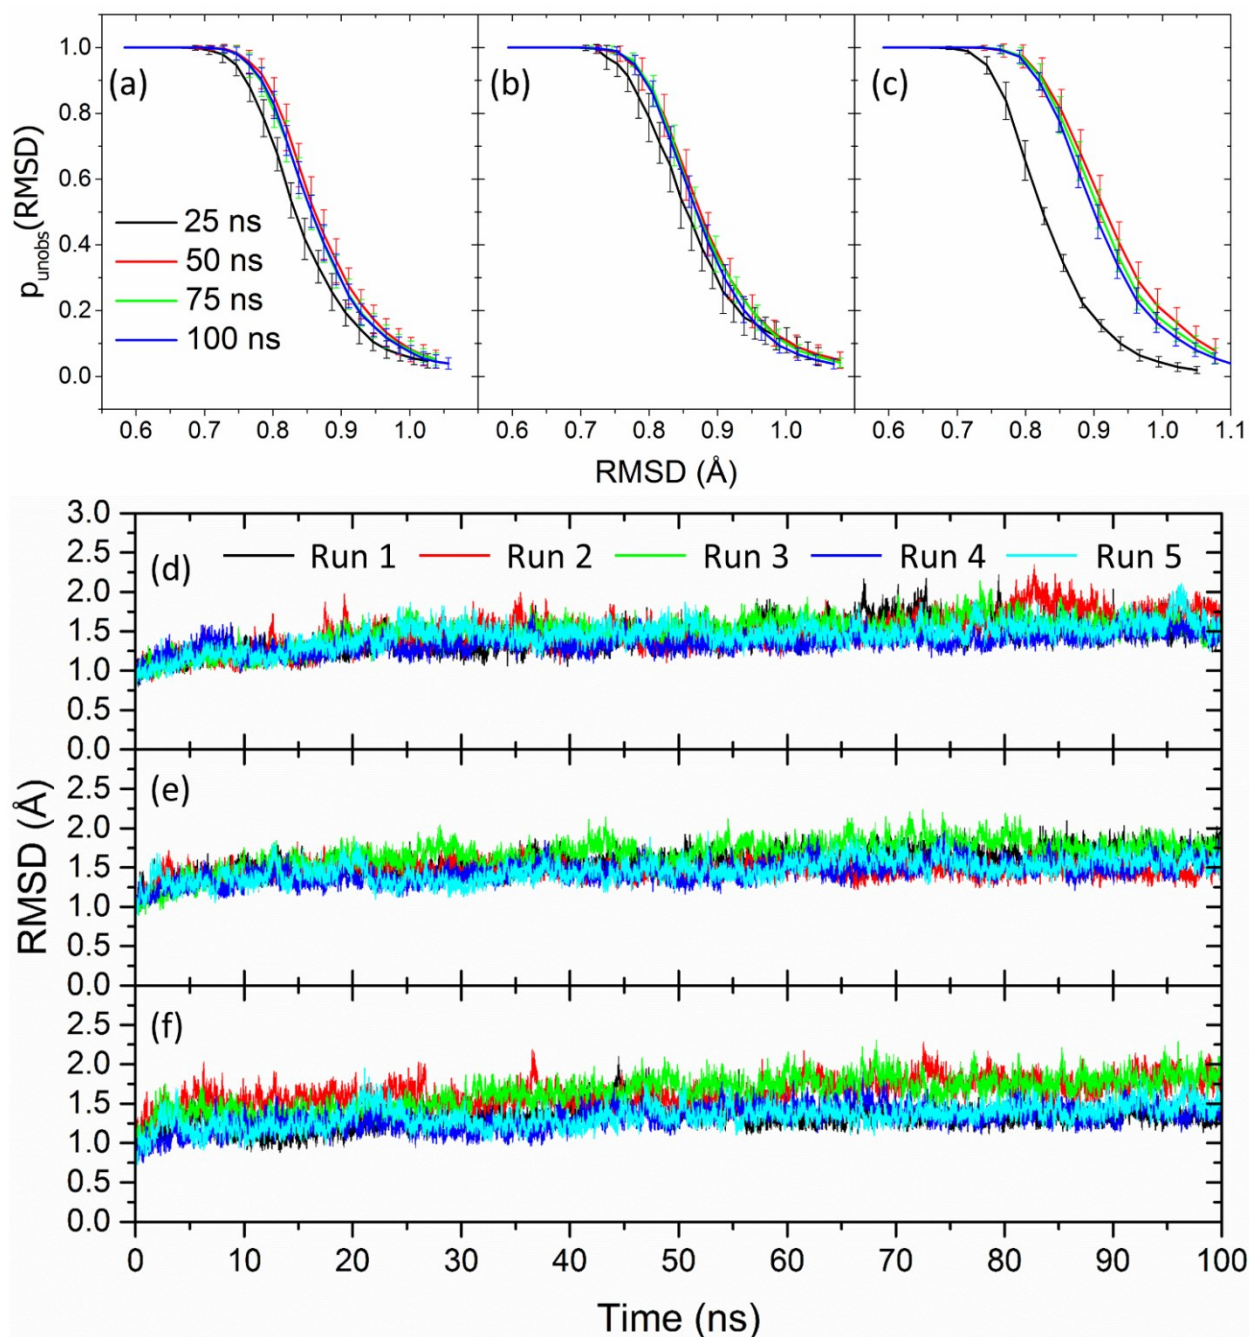 1.0
0.8
0.6
0.4
0.2
0.0
p_unobs(RMSD)
(a) (b) (c)
25 ns
50 ns
75 ns
100 ns
0.6 0.7 0.8 0.9 1.0 0.6 0.7 0.8 0.9 1.0 0.6 0.7 0.8 0.9 1.0 1.1
RMSD (Å)
3.0
2.5
2.0
1.5
1.0
0.5
0.0
(d)
Run 1 Run 2 Run 3 Run 4 Run 5
RMSD (Å)
2.5
2.0
1.5
1.0
0.5
0.0
(e)
2.5
2.0
1.5
1.0
0.5
0.0
(f)
0 10 20 30 40 50 60 70 80 90 100
Time (ns)